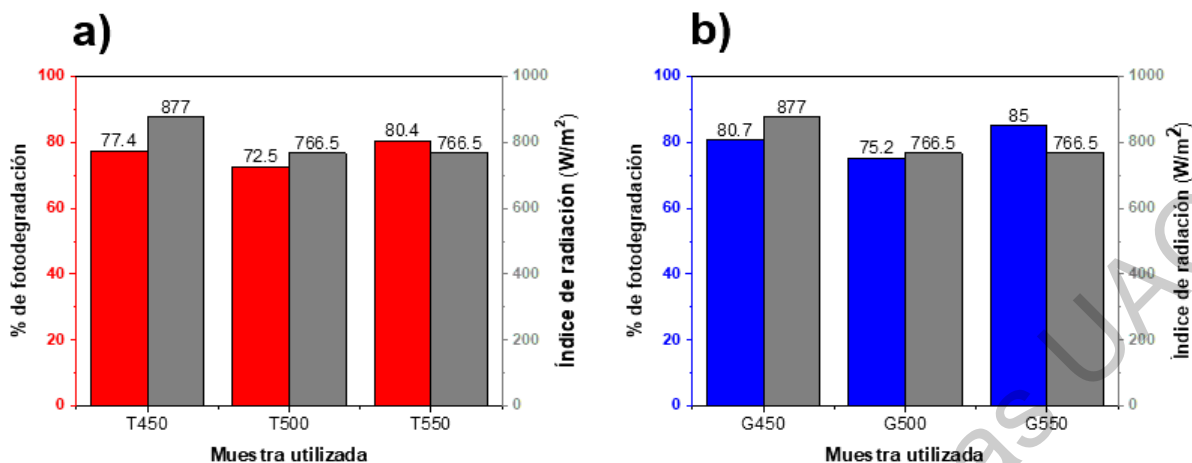 a)
% de fotodegradación
100
80
60
40
20
0
77.4
877
72.5
766.5
80.4
766.5
1000
800
600
400
200
0
Índice de radiación (W/m²)
T450
T500
T550
Muestra utilizada
b)
% de fotodegradación
100
80
60
40
20
0
80.7
877
75.2
766.5
85
766.5
1000
800
600
400
200
0
Índice de radiación (W/m²)
G450
G500
G550
Muestra utilizada